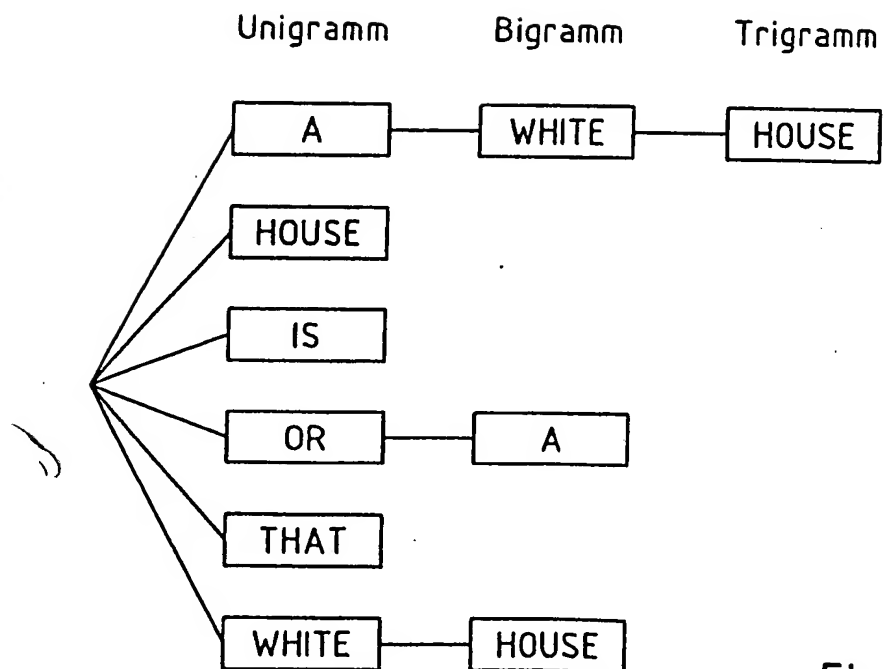 Unigramm Bigramm Trigramm
A WHITE HOUSE
HOUSE
IS
OR A
THAT
WHITE HOUSE